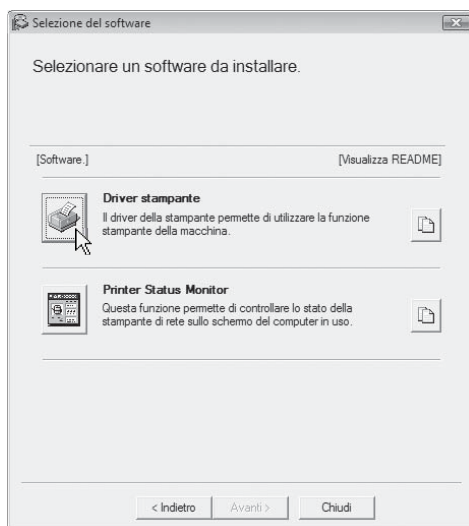 Selezione del software
Selezionare un software da installare.
[Software.] [Visualizza README]
Driver stampante
Il driver della stampante permette di utilizzare la funzione
stampante della macchina.
Printer Status Monitor
Questa funzione permette di controllare lo stato della
stampante di rete sullo schermo del computer in uso.
< Indietro Avanti > Chiudi